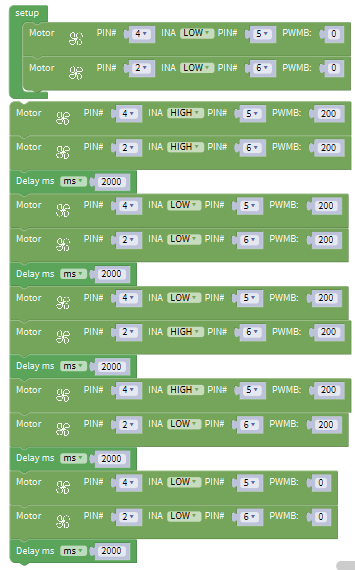 setup
Motor PIN# 4 INA LOW PIN# 5 PWMB: 0
Motor PIN# 2 INA LOW PIN# 6 PWMB: 0
Motor PIN# 4 INA HIGH PIN# 5 PWMB: 200
Motor PIN# 2 INA HIGH PIN# 6 PWMB: 200
Delay ms ms 2000
Motor PIN# 4 INA LOW PIN# 5 PWMB: 200
Motor PIN# 2 INA LOW PIN# 6 PWMB: 200
Delay ms ms 2000
Motor PIN# 4 INA LOW PIN# 5 PWMB: 200
Motor PIN# 2 INA HIGH PIN# 6 PWMB: 200
Delay ms ms 2000
Motor PIN# 4 INA HIGH PIN# 5 PWMB: 200
Motor PIN# 2 INA LOW PIN# 6 PWMB: 200
Delay ms ms 2000
Motor PIN# 4 INA LOW PIN# 5 PWMB: 0
Motor PIN# 2 INA LOW PIN# 6 PWMB: 0
Delay ms ms 2000